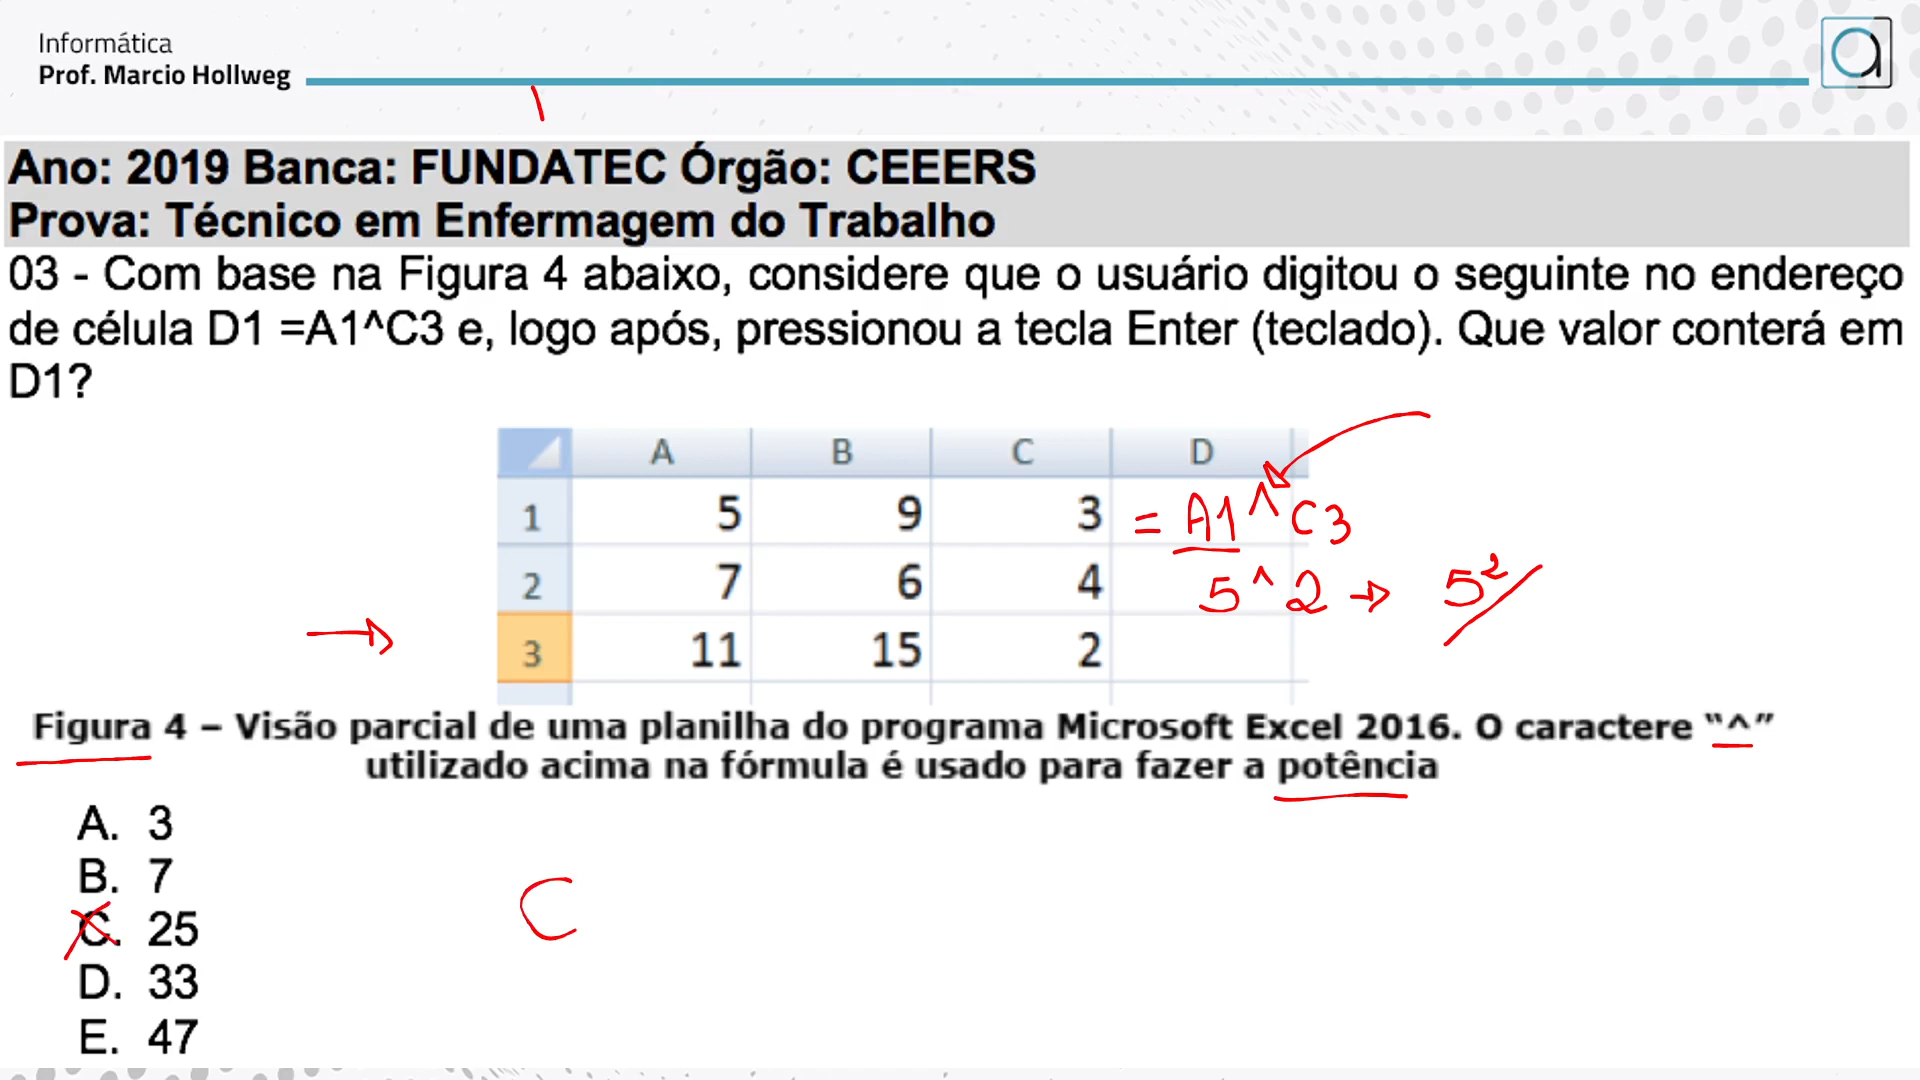 Informática
Prof. Marcio Hollweg
Ano: 2019 Banca: FUNDATEC Órgão: CEEERS
Prova: Técnico em Enfermagem do Trabalho
03 - Com base na Figura 4 abaixo, considere que o usuário digitou o seguinte no endereço
de célula D1 =A1^C3 e, logo após, pressionou a tecla Enter (teclado). Que valor conterá em
D1?
A B C D
1 5 9 3 = A1^C3
2 7 6 4 5^2 → 5²
3 11 15 2
Figura 4 – Visão parcial de uma planilha do programa Microsoft Excel 2016. O caractere “^”
utilizado acima na fórmula é usado para fazer a potência
A. 3
B. 7
C. 25
C
D. 33
E. 47